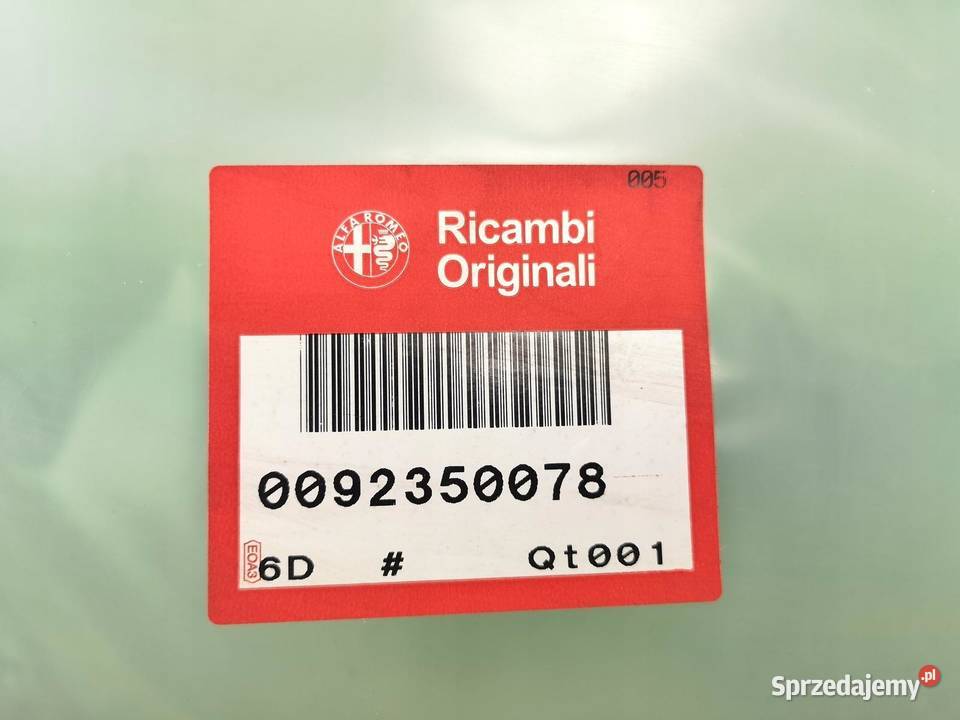 005
ALFA ROMEO
Ricambi
Originali
0092350078
EOA3
6D # Qt001
Sprzedajemy.pl